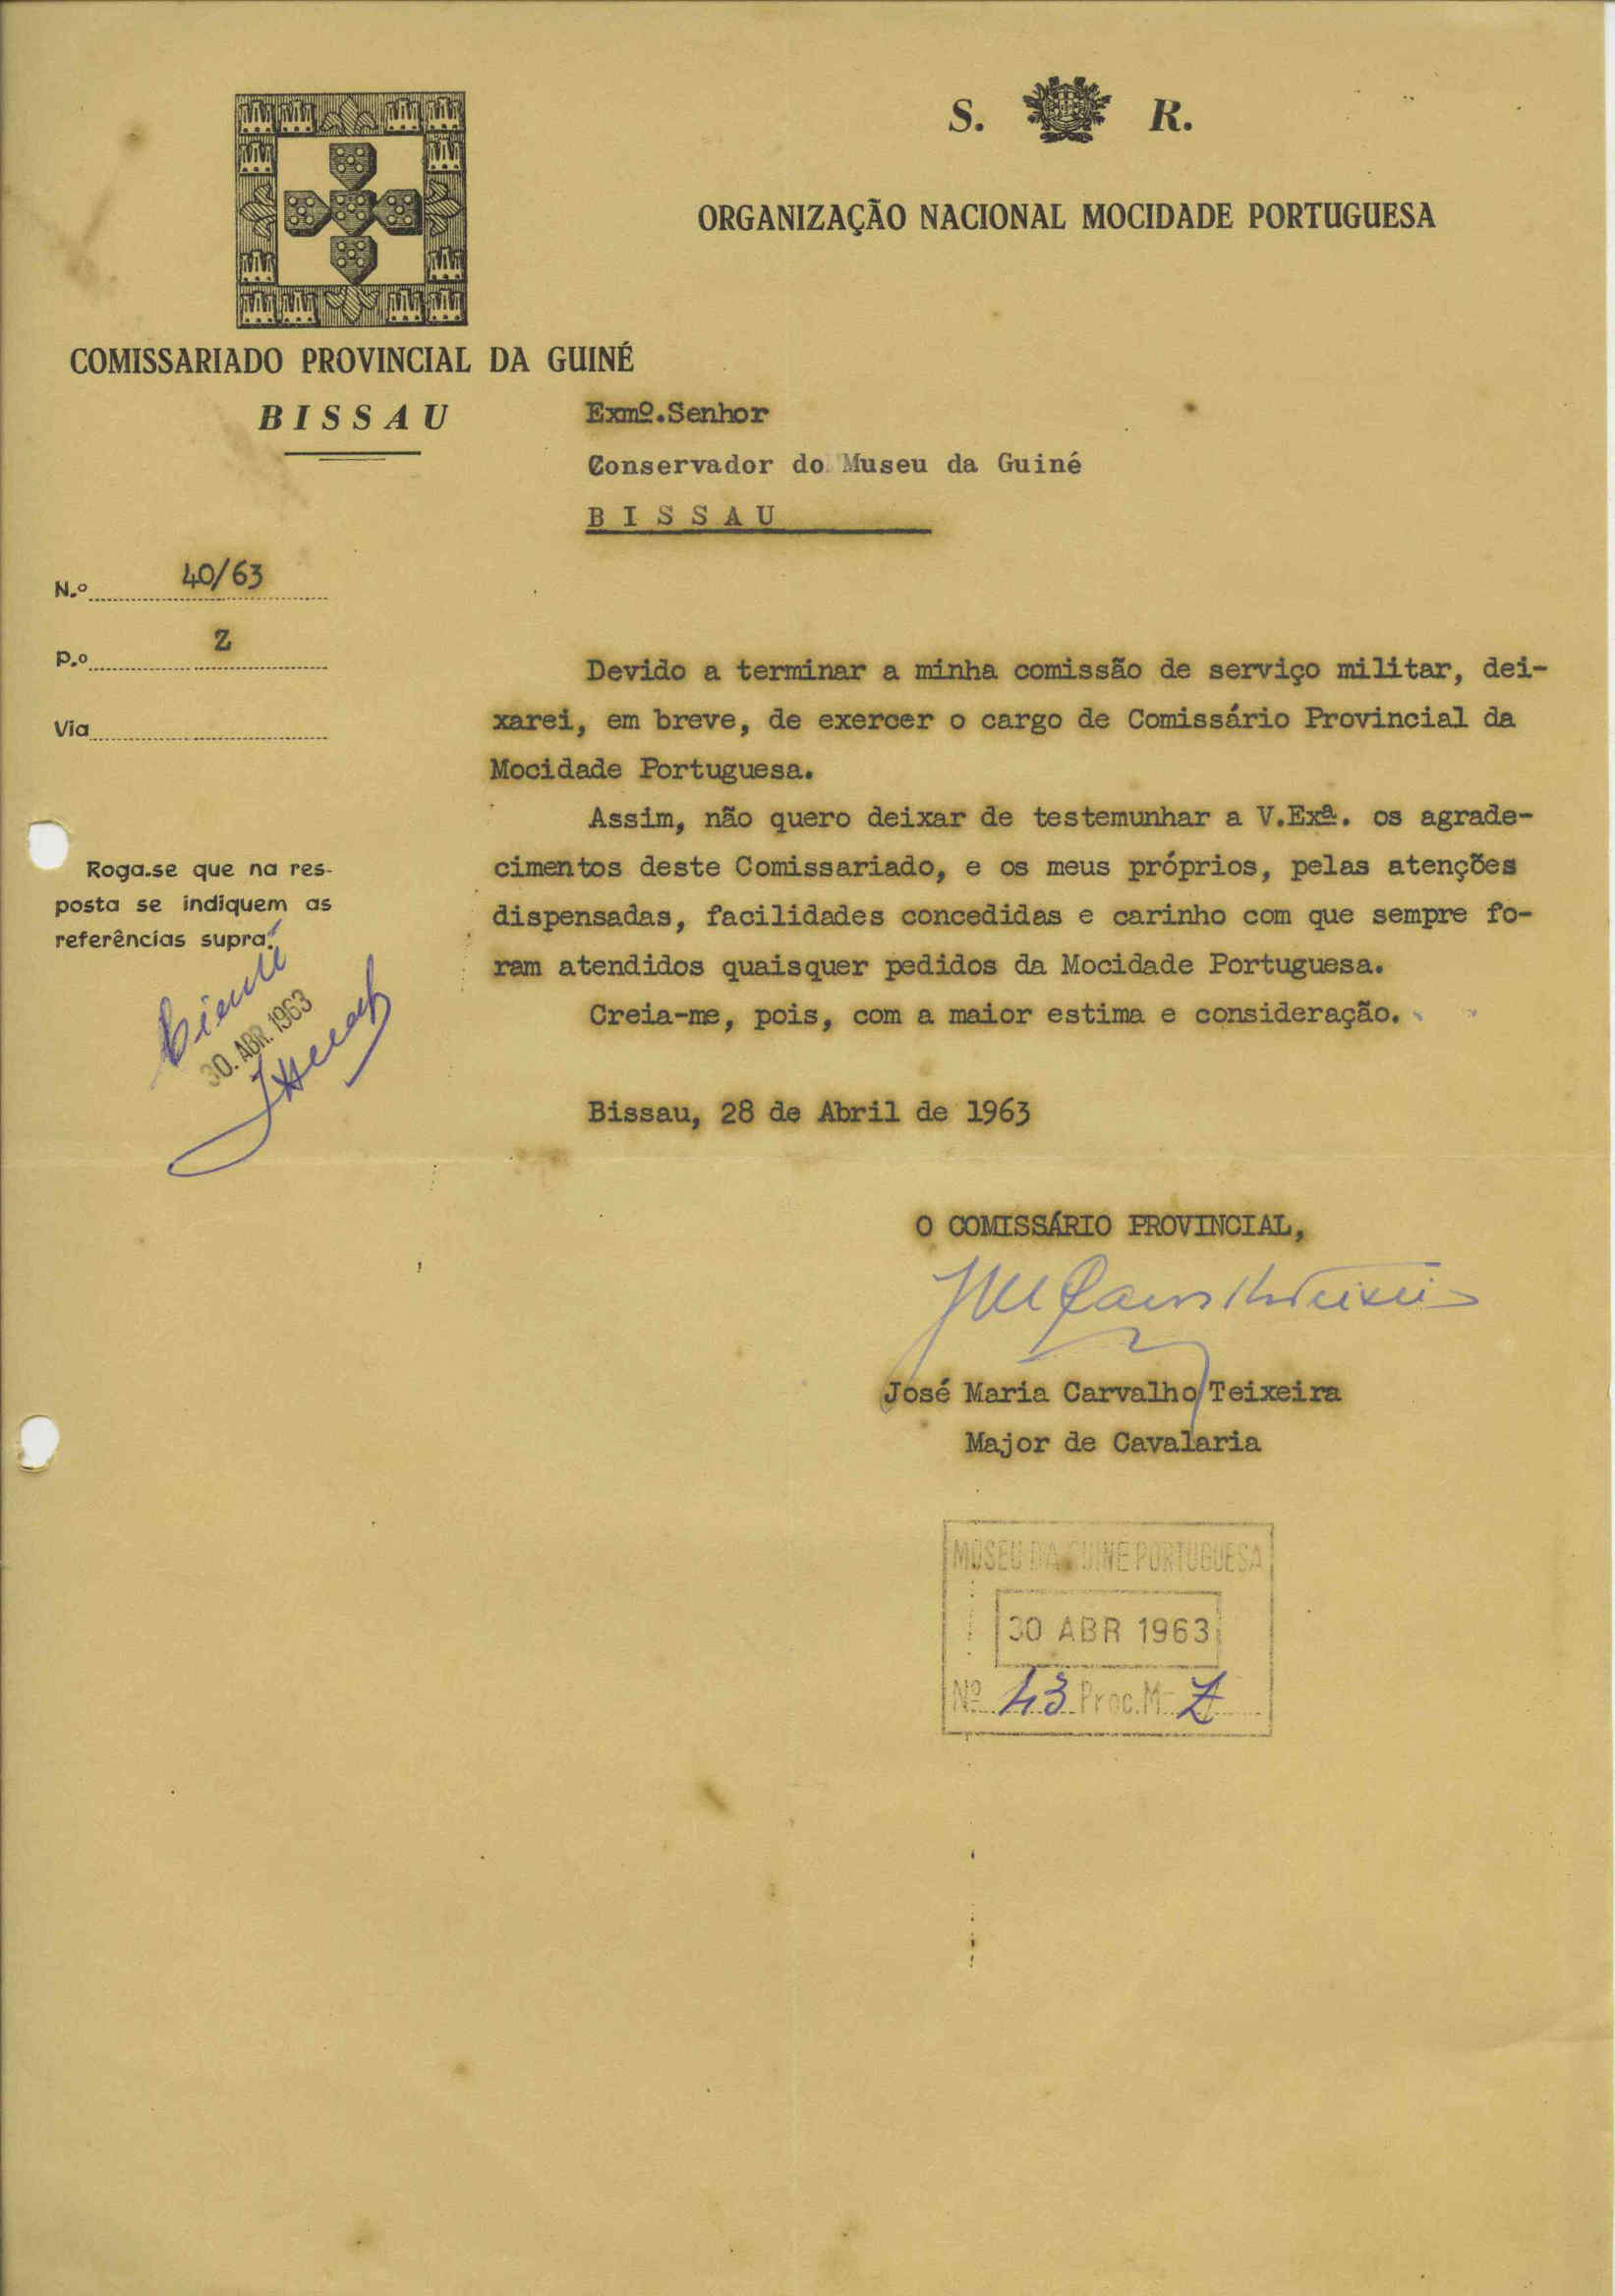 S. R.
ORGANIZAÇÃO NACIONAL MOCIDADE PORTUGUESA
COMISSARIADO PROVINCIAL DA GUINÉ
BISSAU
Exmº.Senhor
Conservador do Museu da Guiné
B I S S A U
N.º 40/63
P.º Z
Via
Roga-se que na res-
posta se indiquem as
referências supra.
Ciente
30. ABR. 1963
Devido a terminar a minha comissão de serviço militar, dei-
xarei, em breve, de exercer o cargo de Comissário Provincial da
Mocidade Portuguesa.
Assim, não quero deixar de testemunhar a V.Exª. os agrade-
cimentos deste Comissariado, e os meus próprios, pelas atenções
dispensadas, facilidades concedidas e carinho com que sempre fo-
ram atendidos quaisquer pedidos da Mocidade Portuguesa.
Creia-me, pois, com a maior estima e consideração.
Bissau, 28 de Abril de 1963
O COMISSÁRIO PROVINCIAL,
José Maria Carvalho Teixeira
Major de Cavalaria
MUSEU DA GUINE PORTUGUESA
30 ABR 1963
Nº 43 Proc.M- Z